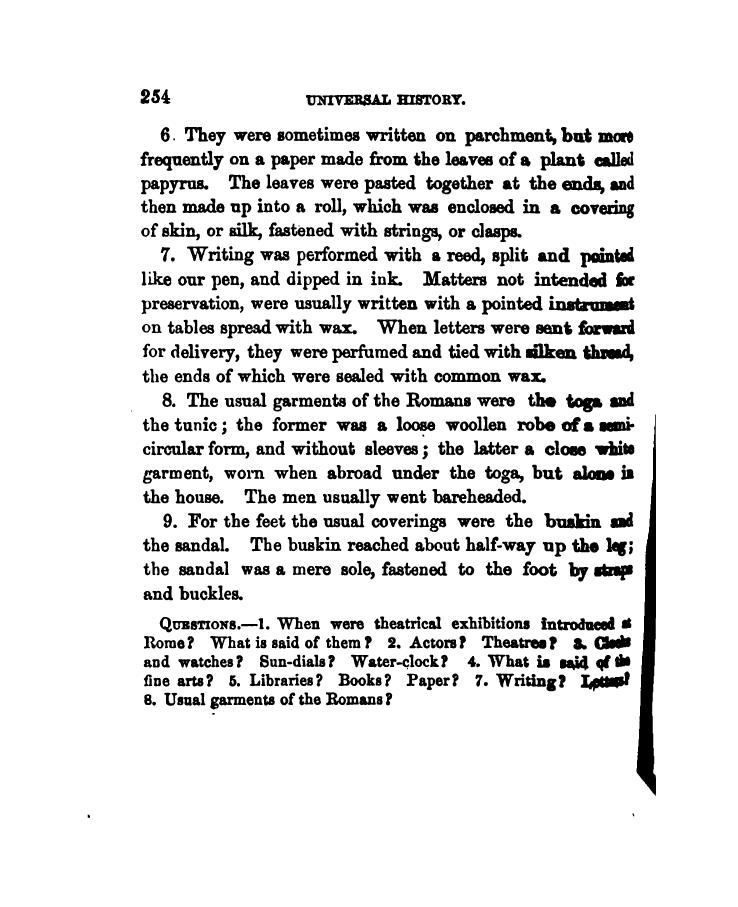 254 UNIVERSAL HISTORY.
6. They were sometimes written on parchment, but more
frequently on a paper made from the leaves of a plant called
papyrus. The leaves were pasted together at the ends, and
then made up into a roll, which was enclosed in a covering
of skin, or silk, fastened with strings, or clasps.
7. Writing was performed with a reed, split and pointed
like our pen, and dipped in ink. Matters not intended for
preservation, were usually written with a pointed instrument
on tables spread with wax. When letters were sent forward
for delivery, they were perfumed and tied with silken thread,
the ends of which were sealed with common wax.
8. The usual garments of the Romans were the toga and
the tunic; the former was a loose woollen robe of a semi-
circular form, and without sleeves; the latter a close white
garment, worn when abroad under the toga, but alone in
the house. The men usually went bareheaded.
9. For the feet the usual coverings were the buskin and
the sandal. The buskin reached about half-way up the leg;
the sandal was a mere sole, fastened to the foot by straps
and buckles.
QUESTIONS.—1. When were theatrical exhibitions introduced at
Rome? What is said of them? 2. Actors? Theatres? 3. Clocks
and watches? Sun-dials? Water-clock? 4. What is said of the
fine arts? 5. Libraries? Books? Paper? 7. Writing? Letters?
8. Usual garments of the Romans?